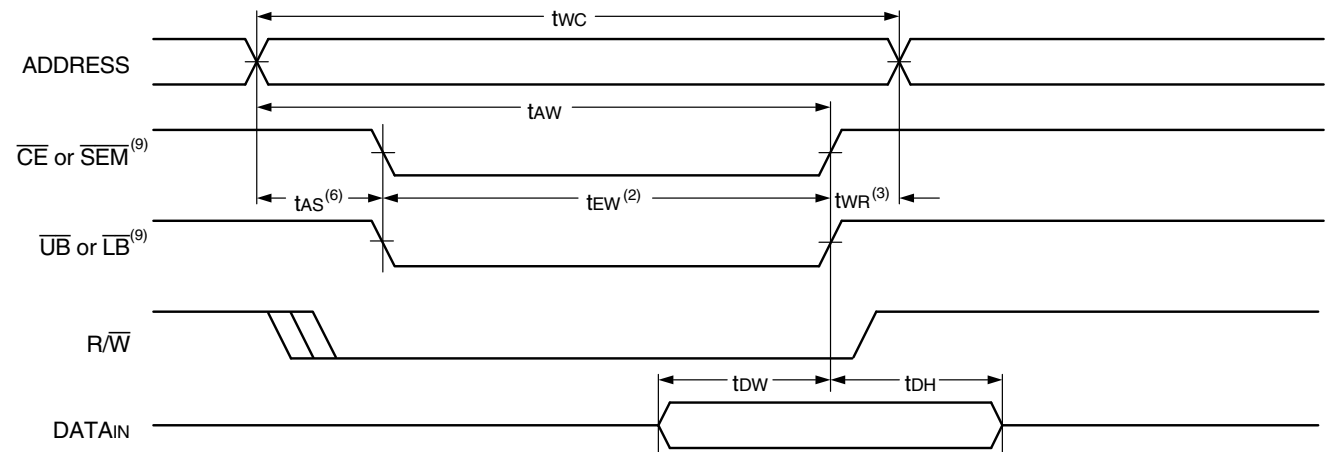 tWC
ADDRESS
tAW
CE or SEM(9)
tAS(6)
tEW(2)
tWR(3)
UB or LB(9)
R/W
tDW
tDH
DATAIN